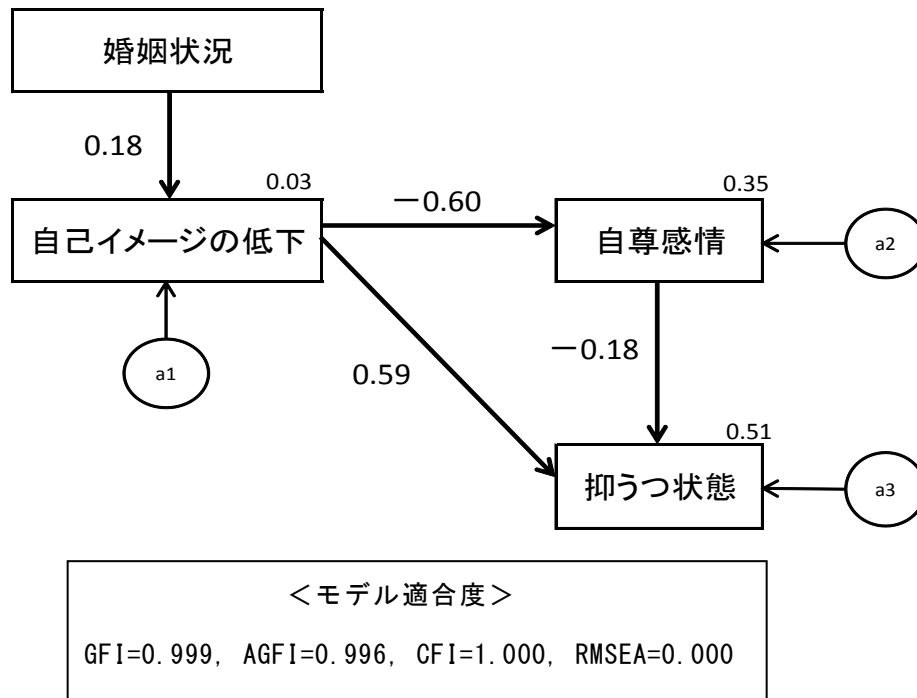 婚姻状況
0.18
0.03
自己イメージの低下
－0.60
0.35
自尊感情
a2
a1
0.59
－0.18
0.51
抑うつ状態
a3
＜モデル適合度＞
GFI=0.999, AGFI=0.996, CFI=1.000, RMSEA=0.000